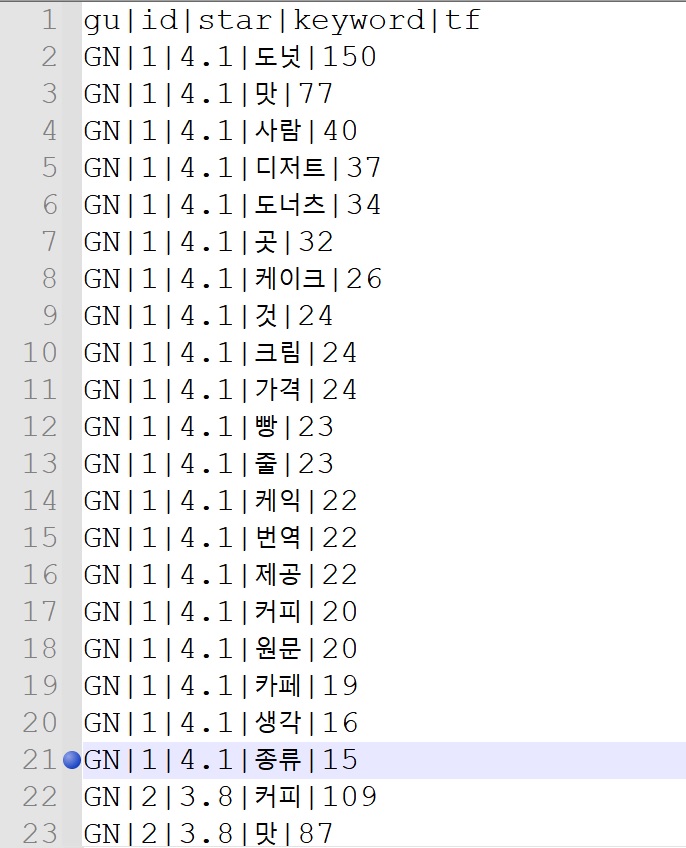 1 gu|id|star|keyword|tf
2 GN|1|4.1|도넛|150
3 GN|1|4.1|맛|77
4 GN|1|4.1|사람|40
5 GN|1|4.1|디저트|37
6 GN|1|4.1|도너츠|34
7 GN|1|4.1|곳|32
8 GN|1|4.1|케이크|26
9 GN|1|4.1|것|24
10 GN|1|4.1|크림|24
11 GN|1|4.1|가격|24
12 GN|1|4.1|빵|23
13 GN|1|4.1|줄|23
14 GN|1|4.1|케익|22
15 GN|1|4.1|번역|22
16 GN|1|4.1|제공|22
17 GN|1|4.1|커피|20
18 GN|1|4.1|원문|20
19 GN|1|4.1|카페|19
20 GN|1|4.1|생각|16
21 GN|1|4.1|종류|15
22 GN|2|3.8|커피|109
23 GN|2|3.8|맛|87